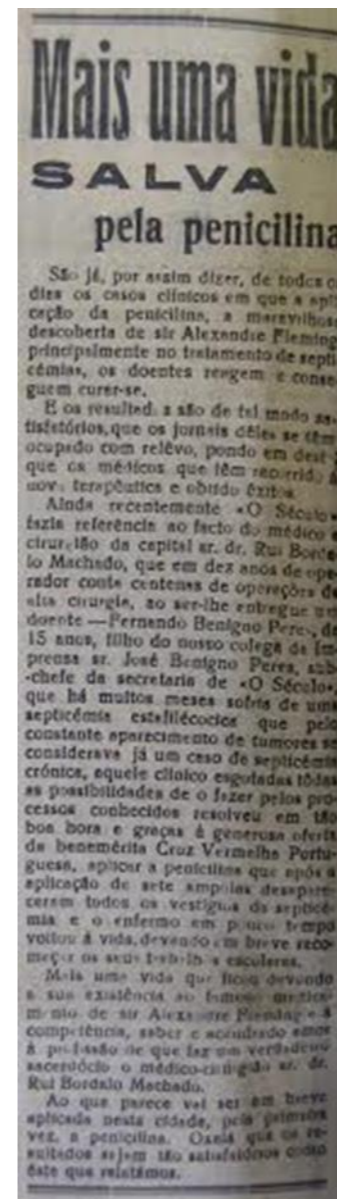 Mais uma vida
SALVA
pela penicilina
São já, por assim dizer, de todos o
dias os casos clínicos em que a apli
cação da penicilina, a maravilhos
descoberta de sir Alexandre Fleming
principalmente no tratamento de septi
cémias, os doentes reagem e conse
guem curar-se.
E os resultad s são de tal modo sa-
tisfatórios, que os jornais dêles se têm
ocupado com relêvo, pondo em
que os médicos que têm recorrido à
nova terapêutica e obtido êxitos.
Ainda recentemente «O Século»
fazia referência ao facto do médico e
cirurgião da capital sr. dr. Rui Borda-
lo Machado, que em dez anos de ope-
rador conta centenas de operações de
alta cirurgia, ao ser-lhe entregue um
doente — Fernando Benigno Peres, de
15 anos, filho do nosso colega da Im-
prensa sr. José Benigno Peres, sub-
-chefe da secretaria de «O Século»,
que há muitos meses sofria de uma
septicémia que pelo
constante aparecimento de tumores se
considerava já um caso de septicémia
crónica, aquele clínico esgotadas tôdas
as possibilidades de o fazer pelos pro-
cessos conhecidos resolveu em tão
boa hora e graças à generosa oferta
da benemérita Cruz Vermelha Portu-
guesa, aplicar a penicilina que após a
aplicação de sete ampolas desapare-
ceram todos os vestígios da septicé-
mia e o enfermo em pouco tempo
voltou à vida, devendo em breve reco-
meçar os seus trabalhos escolares.
Mais uma vida que ficou devendo
a sua existência ao famoso medica-
mento de sir Alexandre Fleming e à
competência, saber e acendrado amor
à profissão de que faz um verdadeiro
sacerdócio o médico-cirurgião sr. dr.
Rui Bordalo Machado.
Ao que parece vai ser em breve
aplicada nesta cidade, pela primeira
vez, a penicilina. Oxalá que os re-
sultados sejam tão satisfatórios como
êste que relatámos.